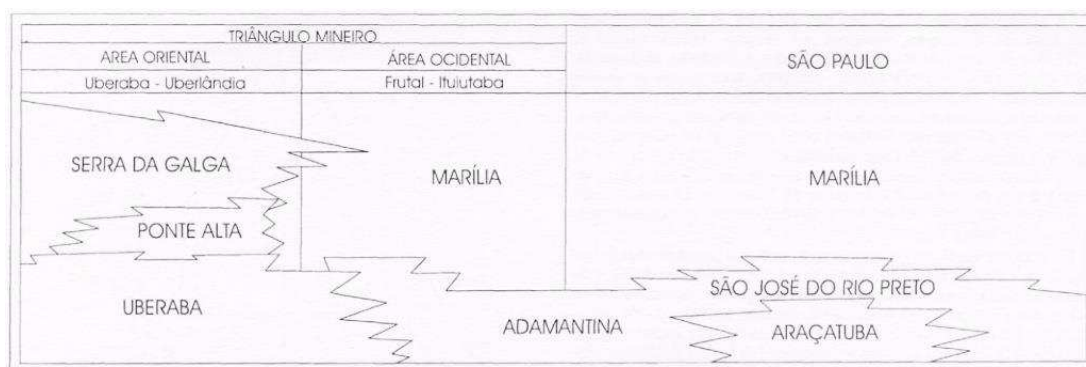 TRIÂNGULO MINEIRO
AREA ORIENTAL
ÁREA OCIDENTAL
SÃO PAULO
Uberaba - Uberlândia
Frutal - Ituiutaba
SERRA DA GALGA
MARÍLIA
MARÍLIA
PONTE ALTA
UBERABA
SÃO JOSÉ DO RIO PRETO
ADAMANTINA
ARAÇATUBA